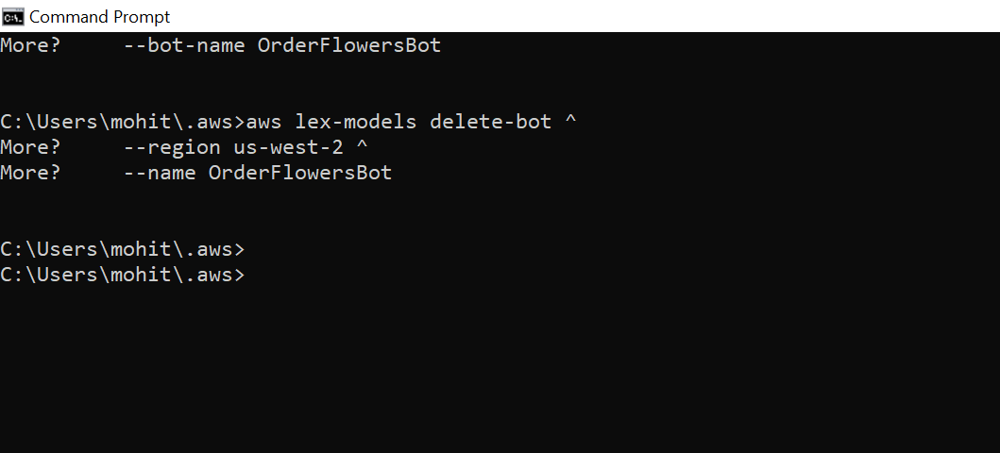 Command Prompt
More?     --bot-name OrderFlowersBot
C:\Users\mohit\.aws>aws lex-models delete-bot ^
More?     --region us-west-2 ^
More?     --name OrderFlowersBot
C:\Users\mohit\.aws>
C:\Users\mohit\.aws>